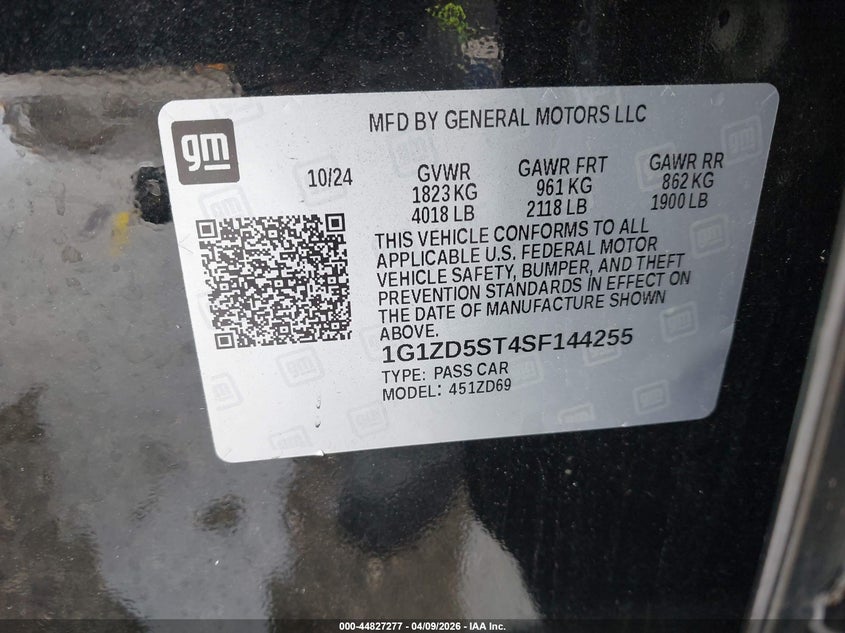 gm
MFD BY GENERAL MOTORS LLC
10/24
GVWR
1823 KG
4018 LB
GAWR FRT
961 KG
2118 LB
GAWR RR
862 KG
1900 LB
THIS VEHICLE CONFORMS TO ALL
APPLICABLE U.S. FEDERAL MOTOR
VEHICLE SAFETY, BUMPER, AND THEFT
PREVENTION STANDARDS IN EFFECT ON
THE DATE OF MANUFACTURE SHOWN
ABOVE.
1G1ZD5ST4SF144255
TYPE: PASS CAR
MODEL: 451ZD69
000-44827277 - 04/09/2026 - IAA Inc.